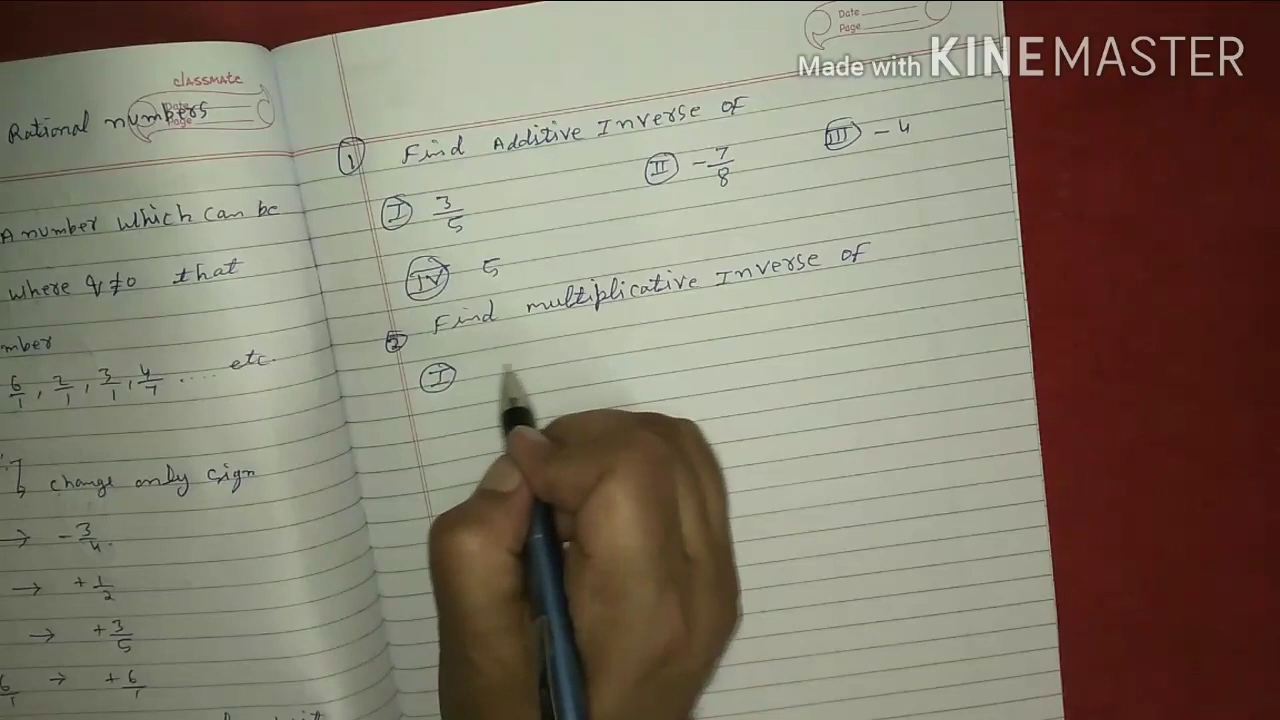 Made with KINEMASTER
classmate
Date
Page
Rational numbers
A number which can be
where q≠0 that
mber
6/1, 2/1, 3/1, 4/7 .... etc.
change only sign
→ -3/4.
→ +1/2
→ +3/5
6/1 → +6/1
Date
Page
① Find Additive Inverse of
Ⓘ 3/5 Ⓘⓘ -7/8 Ⓘⓘⓘ -4
ⒾⓋ 5
② Find multiplicative Inverse of
Ⓘ